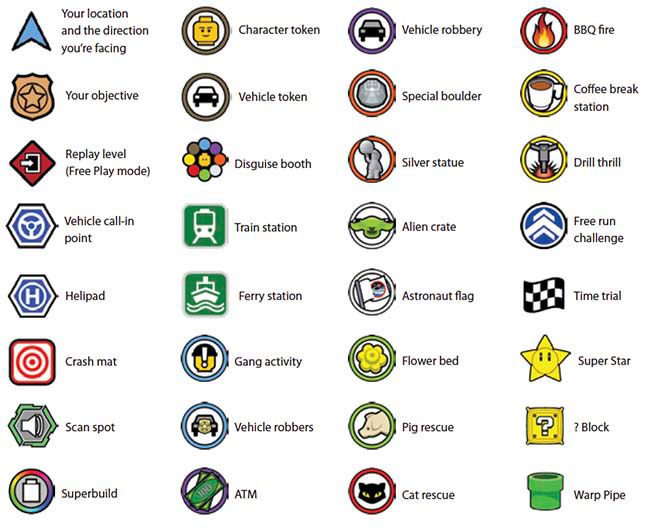 Your location
and the direction
you're facing
Character token
Vehicle robbery
BBQ fire
Your objective
Vehicle token
Special boulder
Coffee break
station
Replay level
(Free Play mode)
Disguise booth
Silver statue
Drill thrill
Vehicle call-in
point
Train station
Alien crate
Free run
challenge
H
Helipad
Ferry station
Astronaut flag
Time trial
Crash mat
Gang activity
Flower bed
Super Star
Scan spot
Vehicle robbers
Pig rescue
?
? Block
Superbuild
100
ATM
Cat rescue
Warp Pipe